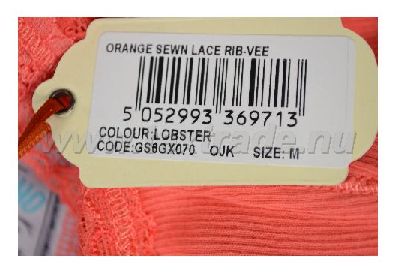 ORANGE SEWN LACE RIB-VEE
5 052993 369713
COLOUR:LOBSTER
CODE:GS6GX070 OJK SIZE: M